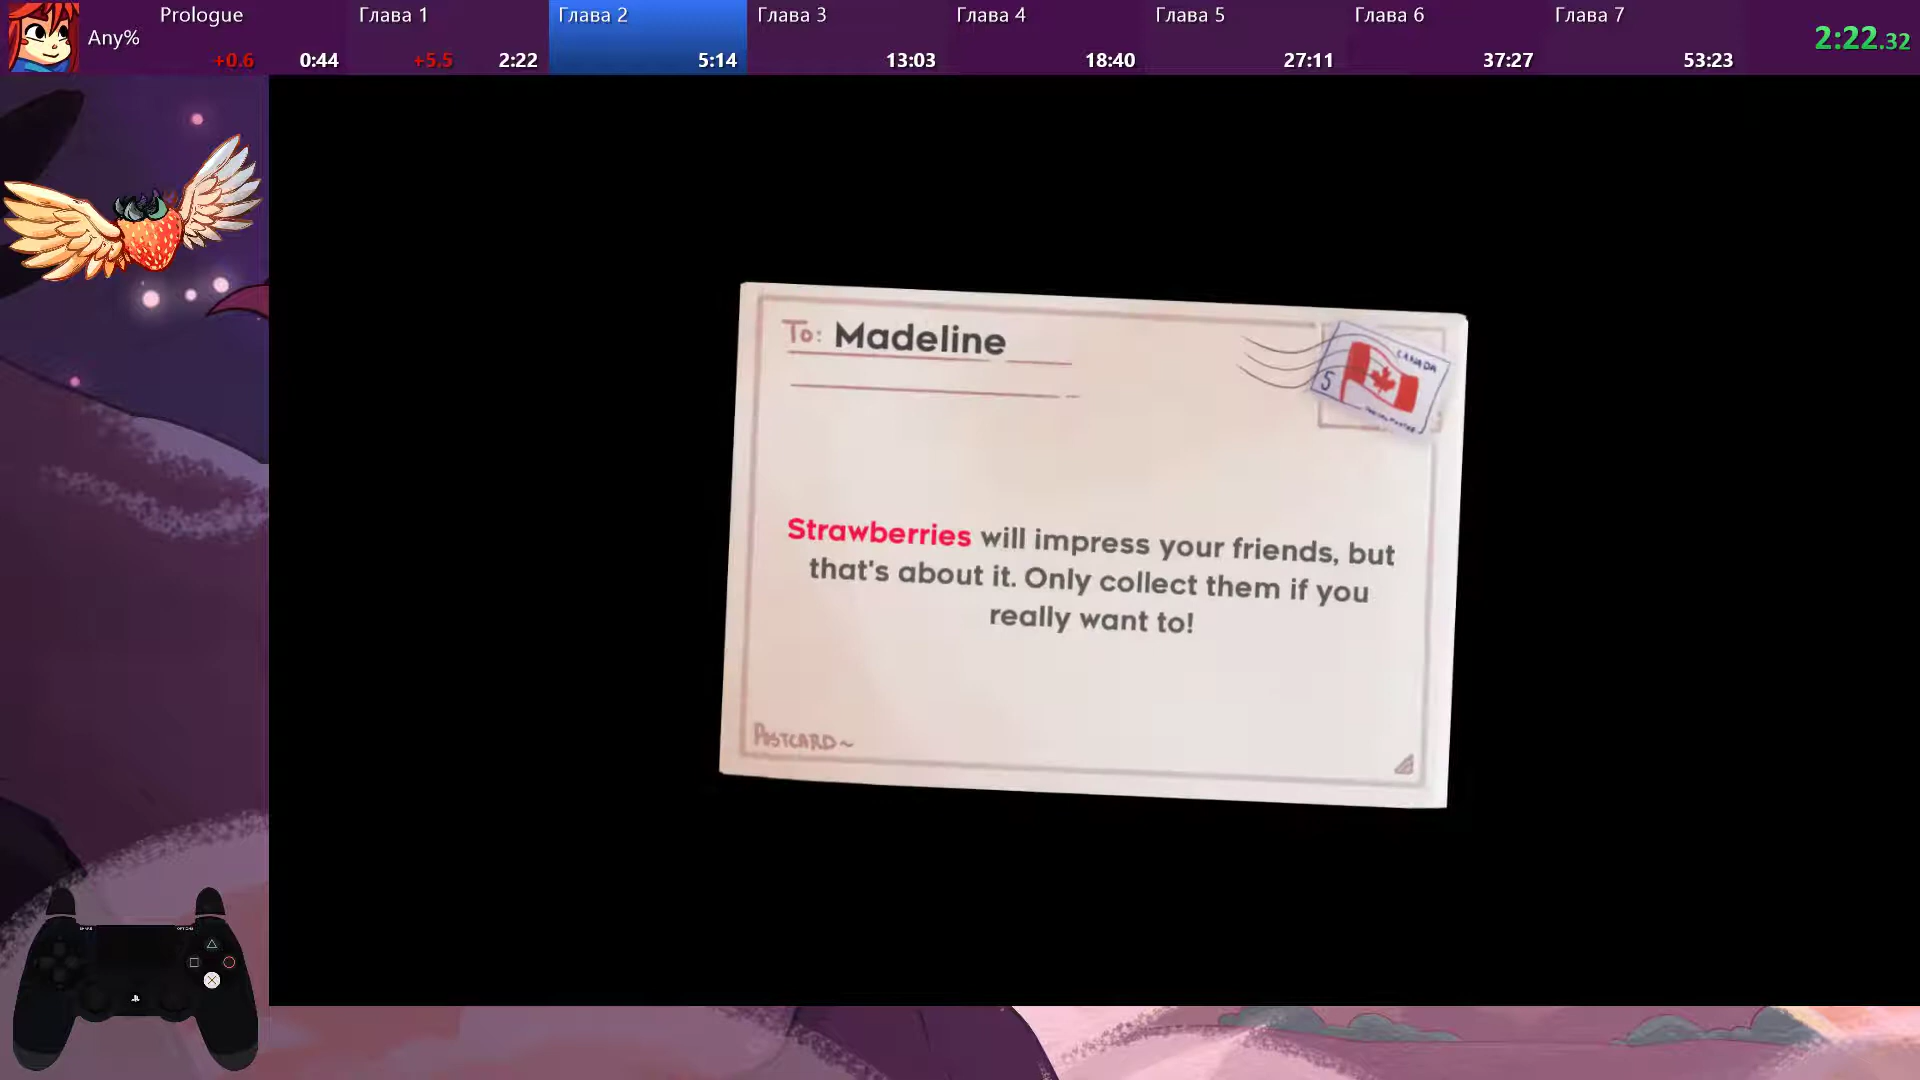 Any%
Prologue
+0.6 0:44
Глава 1
+5.5 2:22
Глава 2
5:14
Глава 3
13:03
Глава 4
18:40
Глава 5
27:11
Глава 6
37:27
Глава 7
53:23
2:22.32
To: Madeline
CANADA
5
Strawberries will impress your friends, but
that's about it. Only collect them if you
really want to!
POSTCARD~